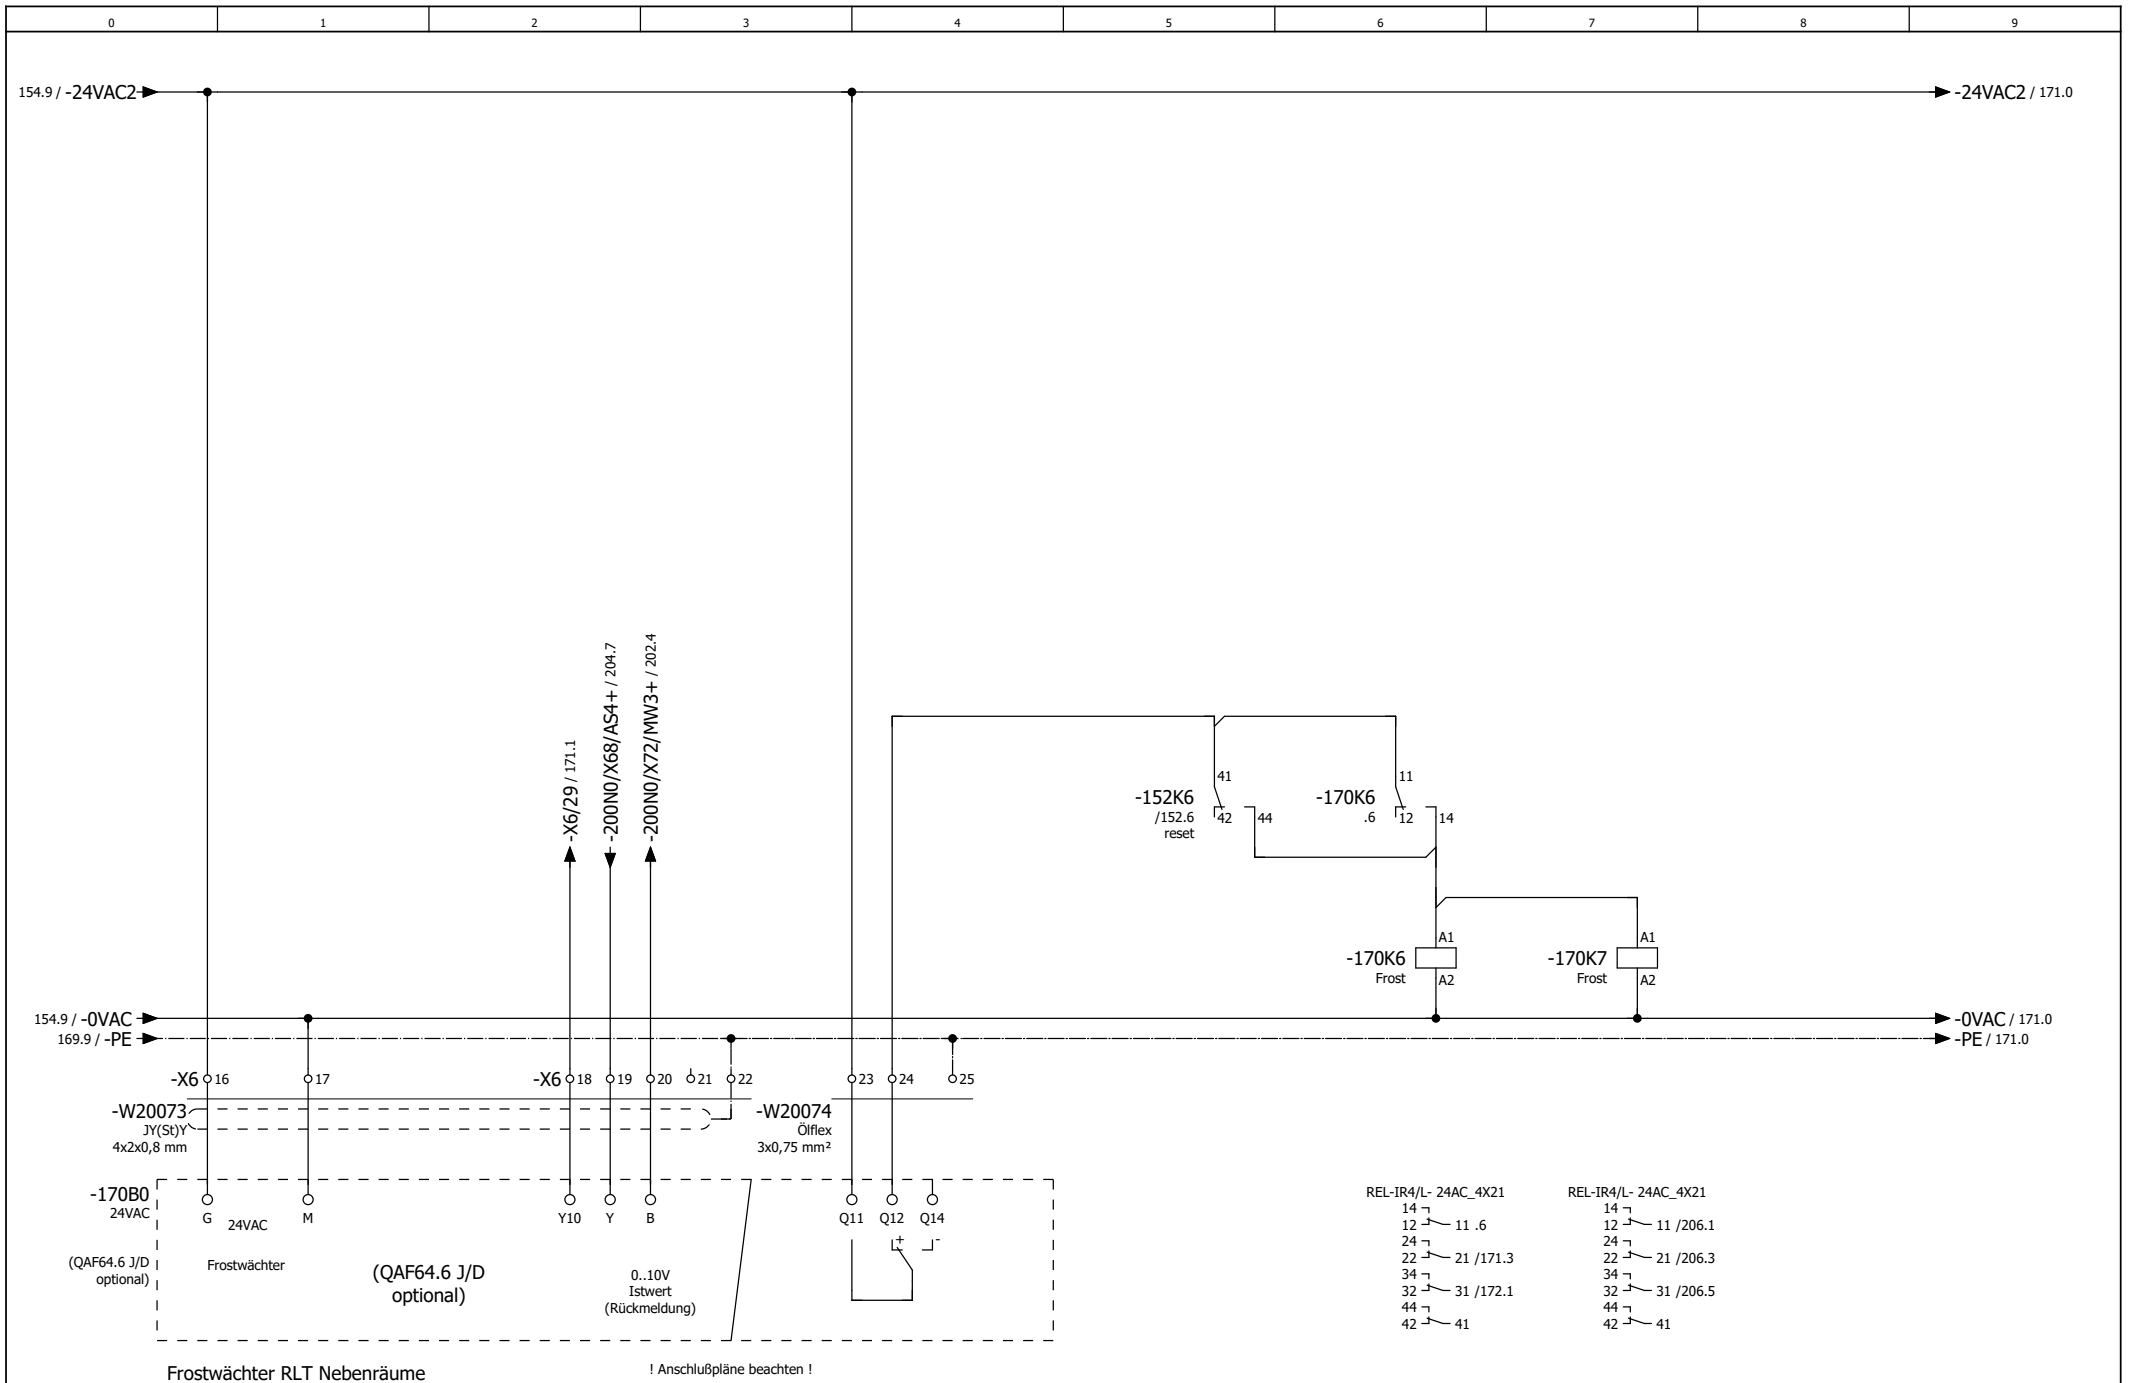 0 1 2 3 4 5 6 7 8 9
154.9 / -24VAC2
-24VAC2 / 171.0
-X6/29 / 171.1
-200N0/X68/AS4+ / 204.7
-200N0/X72/MW3+ / 202.4
41
11
-152K6
-170K6
/152.6
42
44
.6
12
14
reset
A1
A1
-170K6
-170K7
Frost
A2
Frost
A2
154.9 / -0VAC
-0VAC / 171.0
169.9 / -PE
-PE / 171.0
-X6 16 17 -X6 18 19 20 21 22 23 24 25
-W20073
JY(St)Y
4x2x0,8 mm
-W20074
Ölflex
3x0,75 mm²
-170B0
24VAC
G 24VAC M Y10 Y B Q11 Q12 Q14
+ -
(QAF64.6 J/D
optional)
Frostwächter
(QAF64.6 J/D
optional)
0..10V
Istwert
(Rückmeldung)
REL-IR4/L- 24AC_4X21
14
12 11 .6
24
22 21 /171.3
34
32 31 /172.1
44
42 41
REL-IR4/L- 24AC_4X21
14
12 11 /206.1
24
22 21 /206.3
34
32 31 /206.5
44
42 41
Frostwächter RLT Nebenräume
! Anschlußpläne beachten !